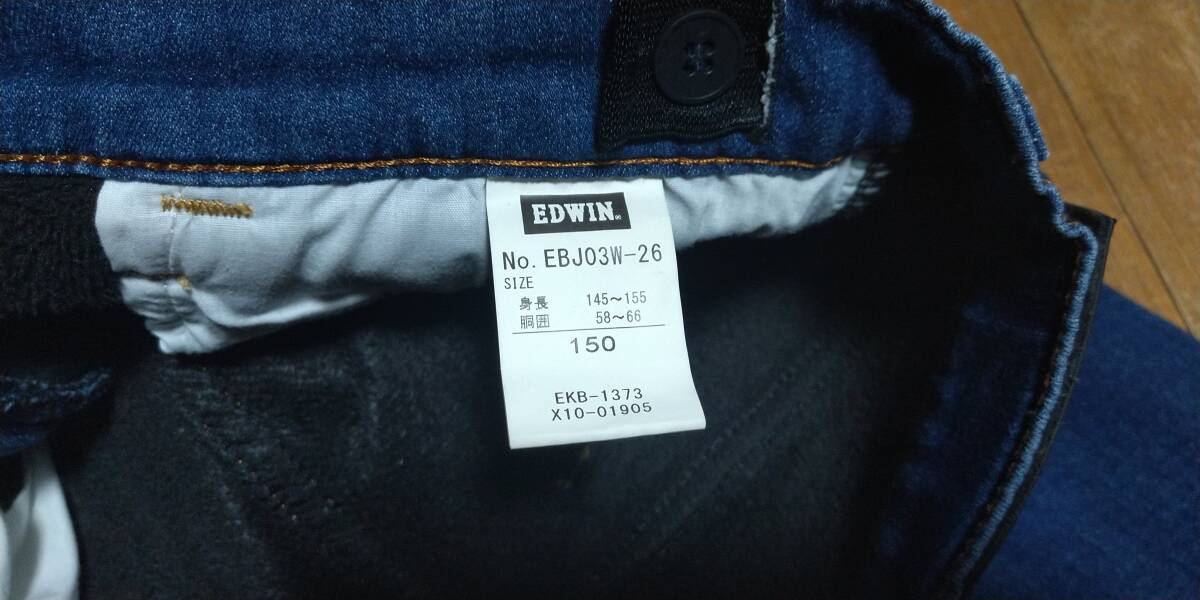 EDWIN®
No. EBJ03W-26
SIZE
身長 145〜155
胴囲 58〜66
150
EKB-1373
X10-01905